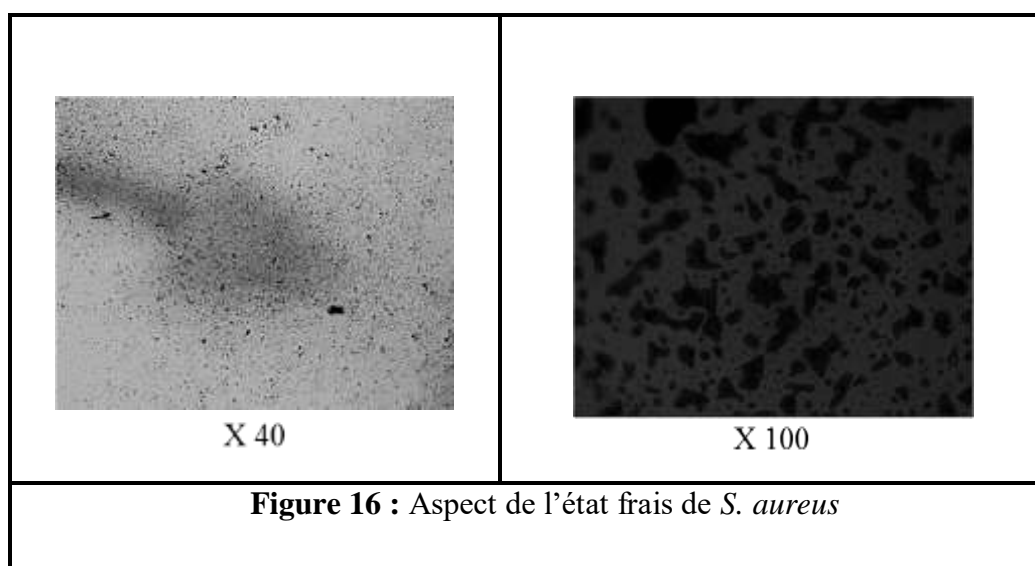 X 40
X 100
Figure 16 : Aspect de l’état frais de S. aureus